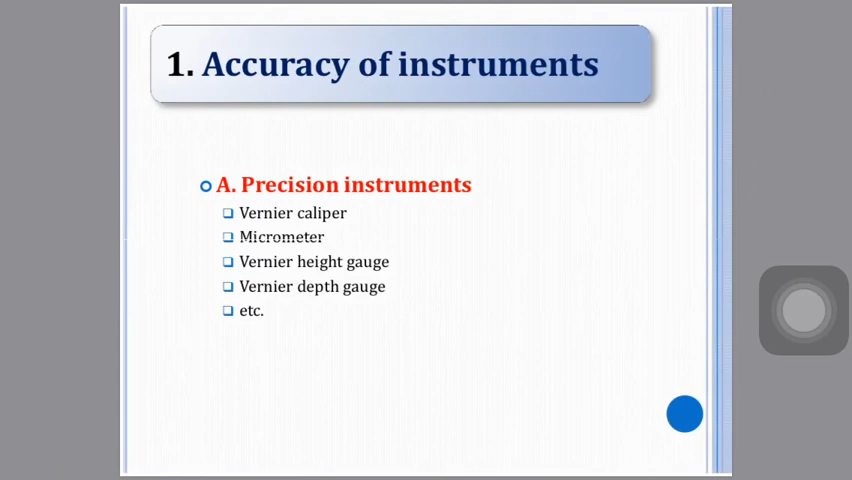 1. Accuracy of instruments
A. Precision instruments
Vernier caliper
Micrometer
Vernier height gauge
Vernier depth gauge
etc.